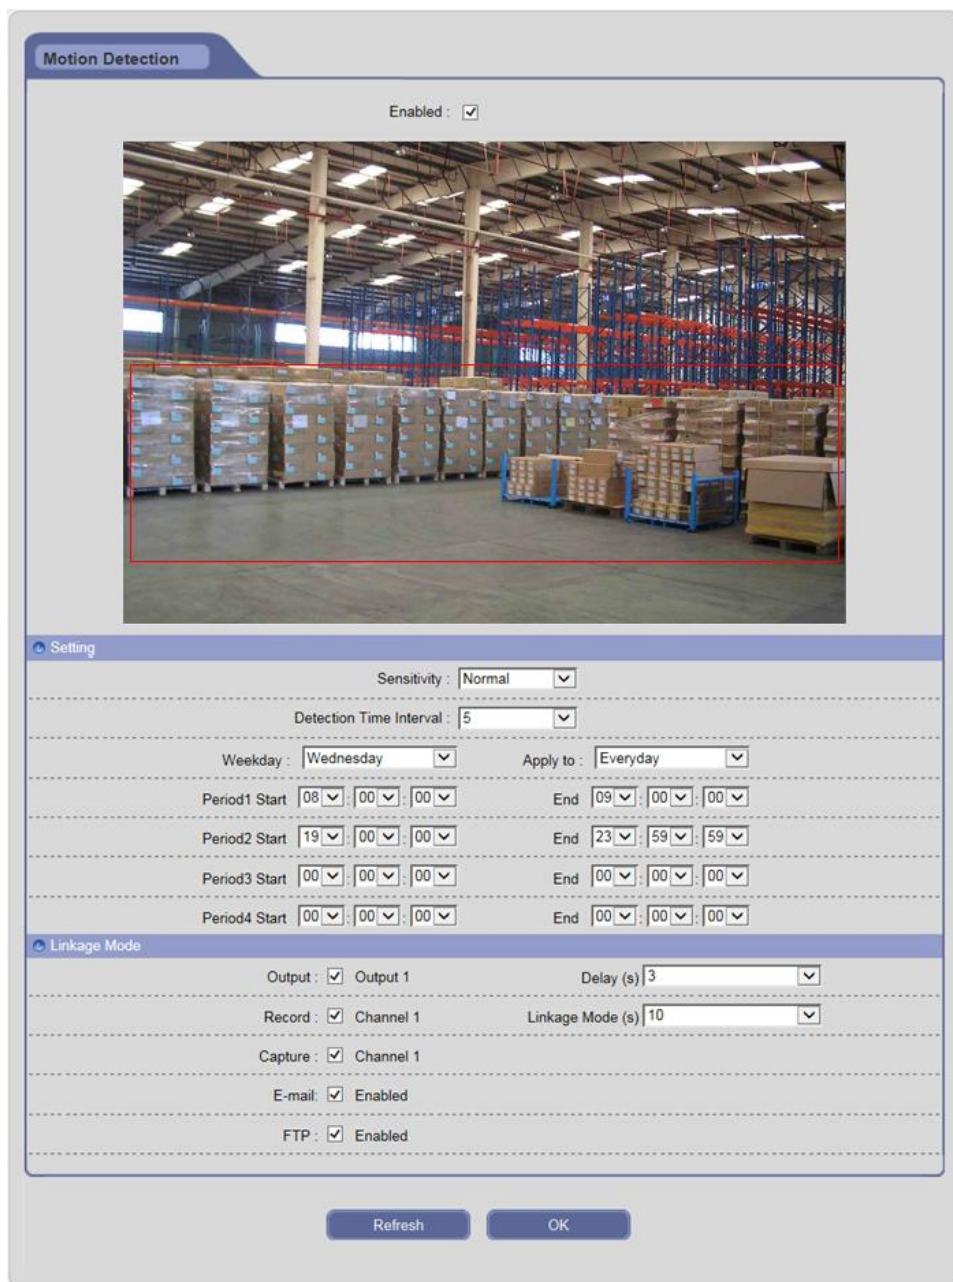 Motion Detection
Enabled :
Setting
Sensitivity : Normal
Detection Time Interval : 5
Weekday : Wednesday Apply to : Everyday
Period1 Start 08 : 00 : 00 End 09 : 00 : 00
Period2 Start 19 : 00 : 00 End 23 : 59 : 59
Period3 Start 00 : 00 : 00 End 00 : 00 : 00
Period4 Start 00 : 00 : 00 End 00 : 00 : 00
Linkage Mode
Output : Output 1 Delay (s) 3
Record : Channel 1 Linkage Mode (s) 10
Capture : Channel 1
E-mail: Enabled
FTP : Enabled
Refresh OK